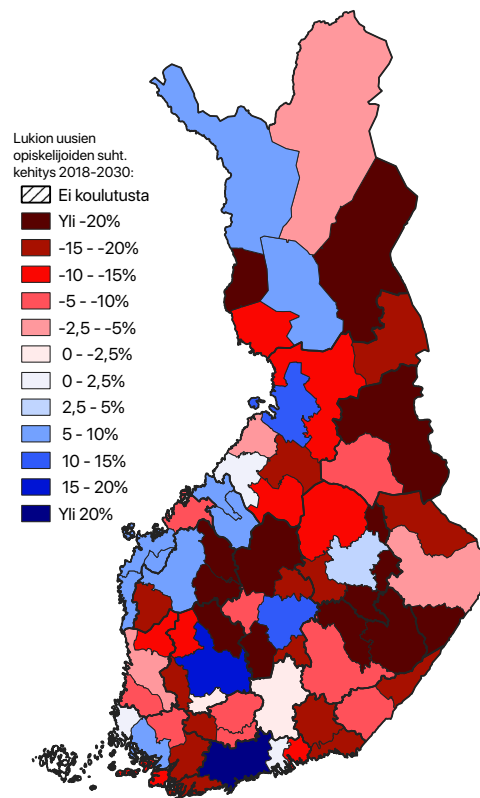 Lukion uusien
opiskelijoiden suht.
kehitys 2018-2030:
Ei koulutusta
Yli -20%
-15 - -20%
-10 - -15%
-5 - -10%
-2,5 - -5%
0 - -2,5%
0 - 2,5%
2,5 - 5%
5 - 10%
10 - 15%
15 - 20%
Yli 20%